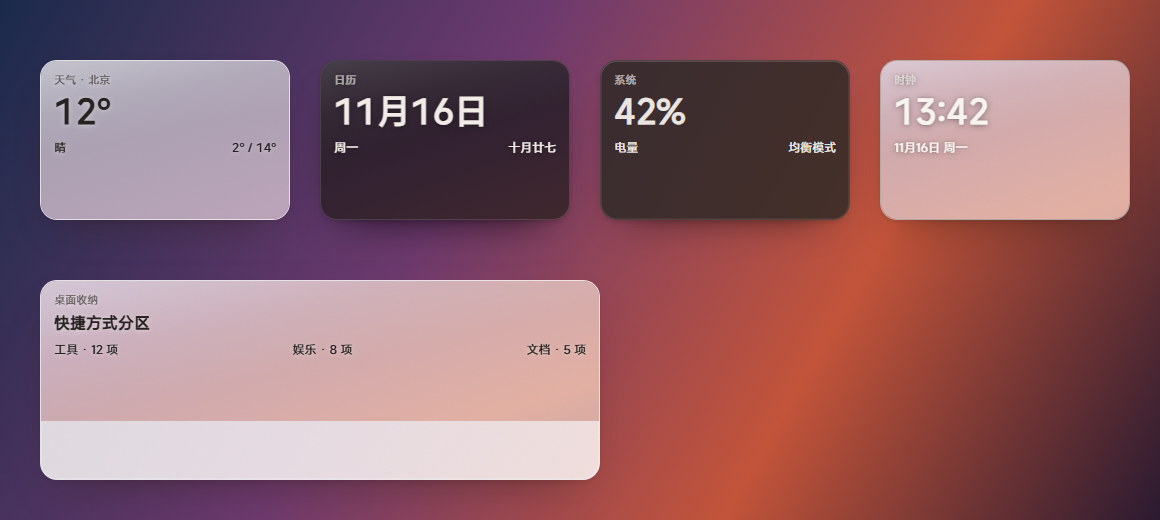 天气 · 北京
12°
晴 2° / 14°
日历
11月16日
周一 十月廿七
系统
42%
电量 均衡模式
时钟
13:42
11月16日 周一
桌面收纳
快捷方式分区
工具 · 12 项 娱乐 · 8 项 文档 · 5 项